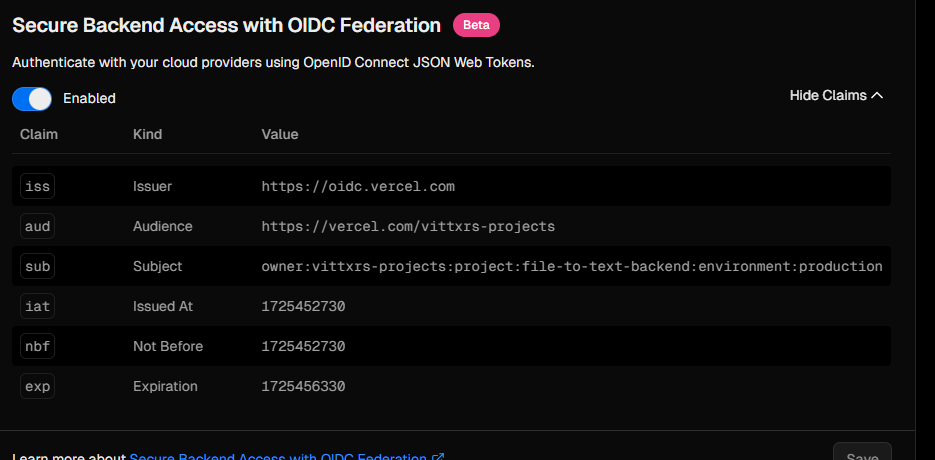 Secure Backend Access with OIDC Federation Beta
Authenticate with your cloud providers using OpenID Connect JSON Web Tokens.
Enabled Hide Claims
Claim Kind Value
iss Issuer https://oidc.vercel.com
aud Audience https://vercel.com/vittxrs-projects
sub Subject owner:vittxrs-projects:project:file-to-text-backend:environment:production
iat Issued At 1725452730
nbf Not Before 1725452730
exp Expiration 1725456330
Learn more about Secure Backend Access with OIDC Federation Save